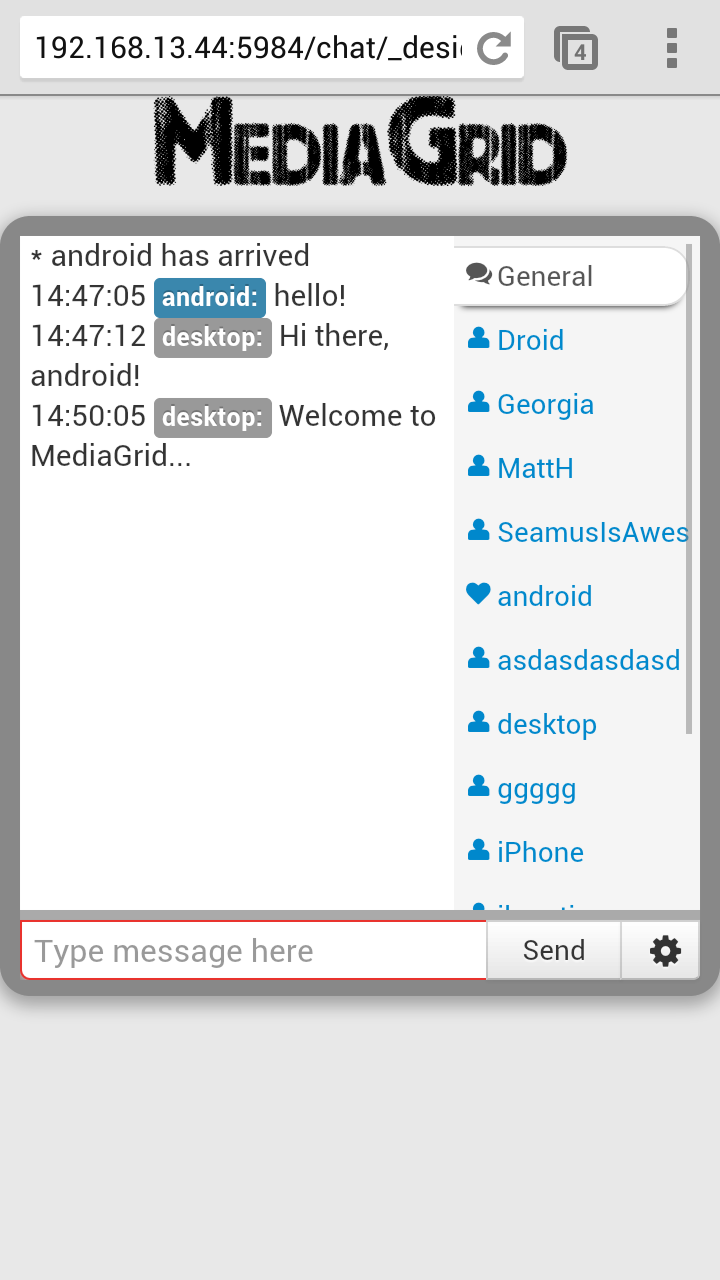 192.168.13.44:5984/chat/_desi
4
MEDIAGRID
* android has arrived
14:47:05 android: hello!
14:47:12 desktop: Hi there,
android!
14:50:05 desktop: Welcome to
MediaGrid...
General
Droid
Georgia
MattH
SeamusIsAwes
android
asdasdasdasd
desktop
ggggg
iPhone
Type message here
Send